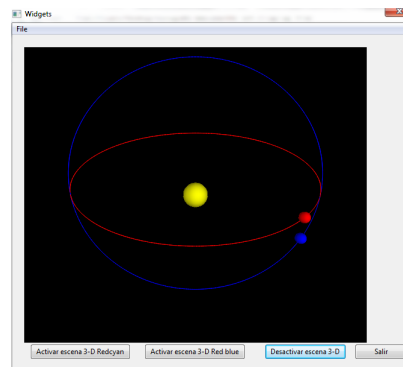 Widgets
File
Activar escena 3-D Redcyan Activar escena 3-D Red blue Desactivar escena 3-D Salir